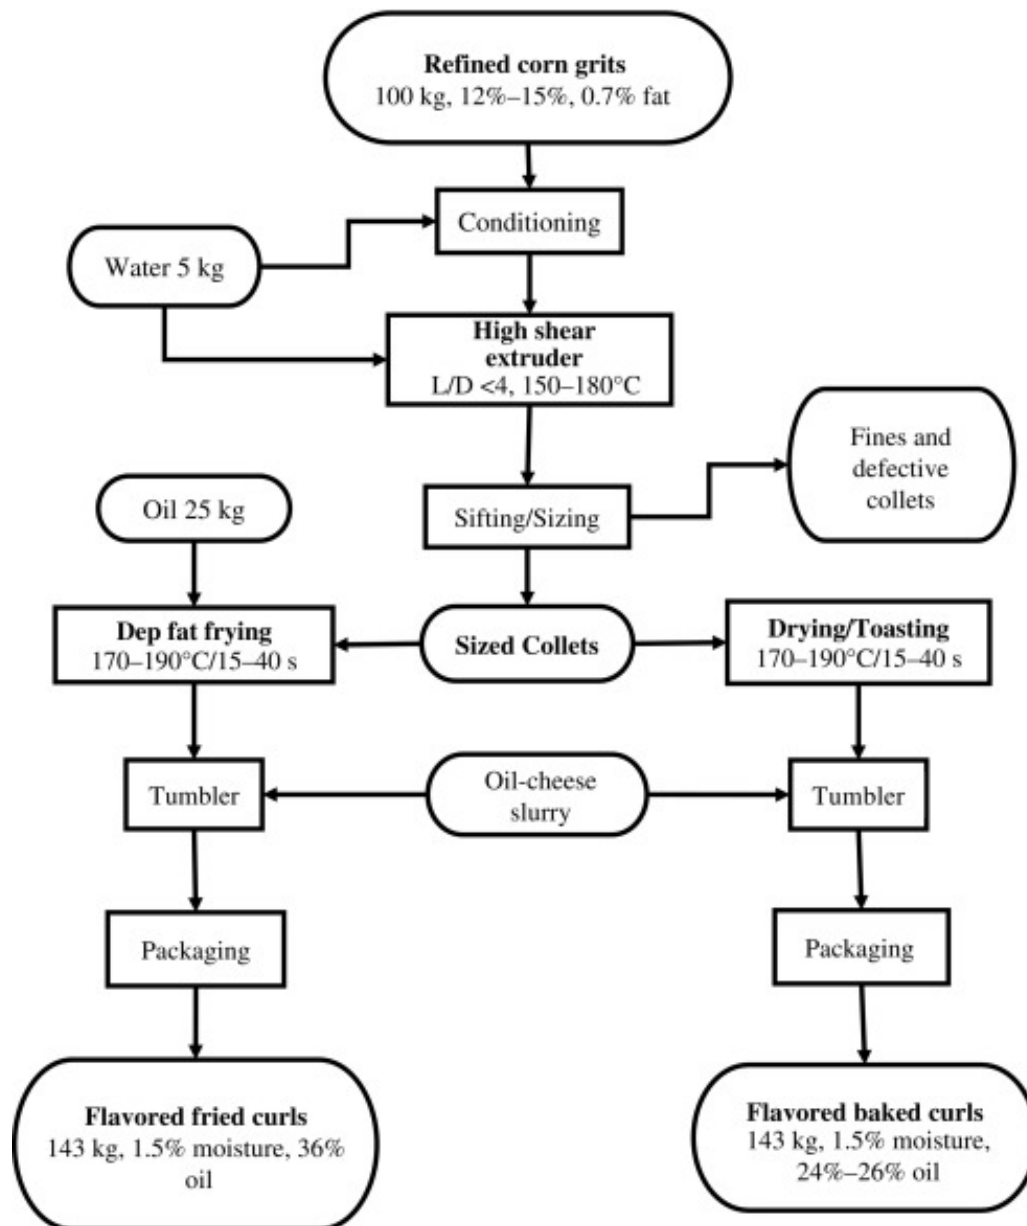 Refined corn grits
100 kg, 12%–15%, 0.7% fat
Conditioning
Water 5 kg
High shear
extruder
L/D <4, 150–180°C
Fines and
defective
collets
Oil 25 kg
Sifting/Sizing
Dep fat frying
170–190°C/15–40 s
Sized Collets
Drying/Toasting
170–190°C/15–40 s
Tumbler
Oil-cheese
slurry
Tumbler
Packaging
Packaging
Flavored fried curls
143 kg, 1.5% moisture, 36%
oil
Flavored baked curls
143 kg, 1.5% moisture,
24%–26% oil